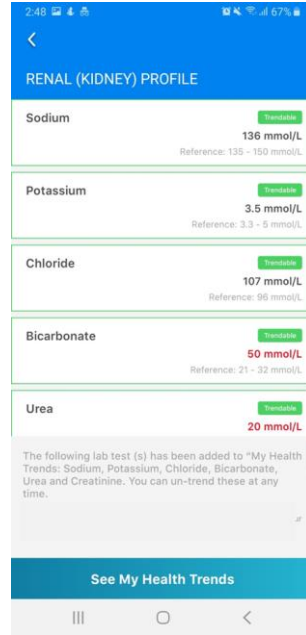 2:48 67%
RENAL (KIDNEY) PROFILE
Sodium Trendable
136 mmol/L
Reference: 135 - 150 mmol/L
Potassium Trendable
3.5 mmol/L
Reference: 3.3 - 5 mmol/L
Chloride Trendable
107 mmol/L
Reference: 96 mmol/L
Bicarbonate Trendable
50 mmol/L
Reference: 21 - 32 mmol/L
Urea Trendable
20 mmol/L
The following lab test (s) has been added to "My Health
Trends: Sodium, Potassium, Chloride, Bicarbonate,
Urea and Creatinine. You can un-trend these at any
time.
See My Health Trends